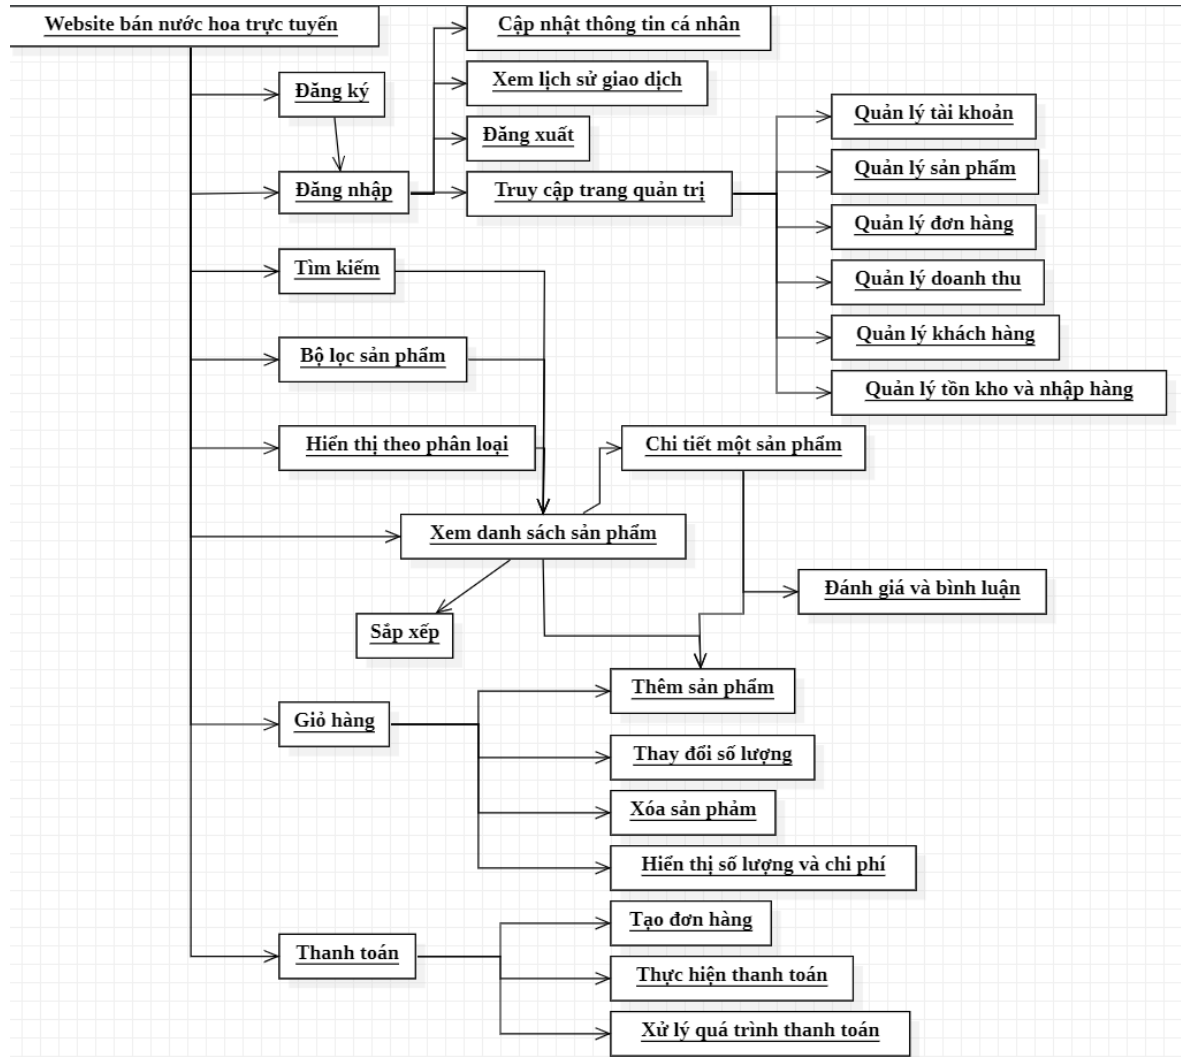 Website bán nước hoa trực tuyến
Cập nhật thông tin cá nhân
Đăng ký
Xem lịch sử giao dịch
Đăng xuất
Đăng nhập
Truy cập trang quản trị
Quản lý tài khoản
Quản lý sản phẩm
Quản lý đơn hàng
Quản lý doanh thu
Quản lý khách hàng
Quản lý tồn kho và nhập hàng
Tìm kiếm
Bộ lọc sản phẩm
Hiển thị theo phân loại
Chi tiết một sản phẩm
Xem danh sách sản phẩm
Đánh giá và bình luận
Sắp xếp
Giỏ hàng
Thêm sản phẩm
Thay đổi số lượng
Xóa sản phảm
Hiển thị số lượng và chi phí
Thanh toán
Tạo đơn hàng
Thực hiện thanh toán
Xử lý quá trình thanh toán